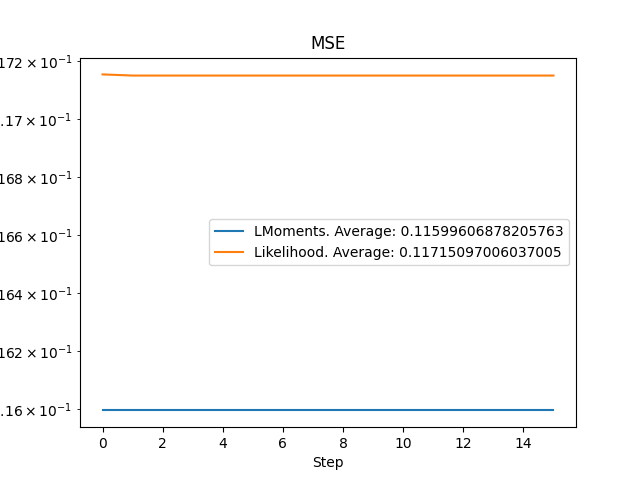 MSE
172 × 10⁻¹
.17 × 10⁻¹
168 × 10⁻¹
166 × 10⁻¹
164 × 10⁻¹
162 × 10⁻¹
.16 × 10⁻¹
LMoments. Average: 0.11599606878205763
Likelihood. Average: 0.11715097006037005
0 2 4 6 8 10 12 14
Step